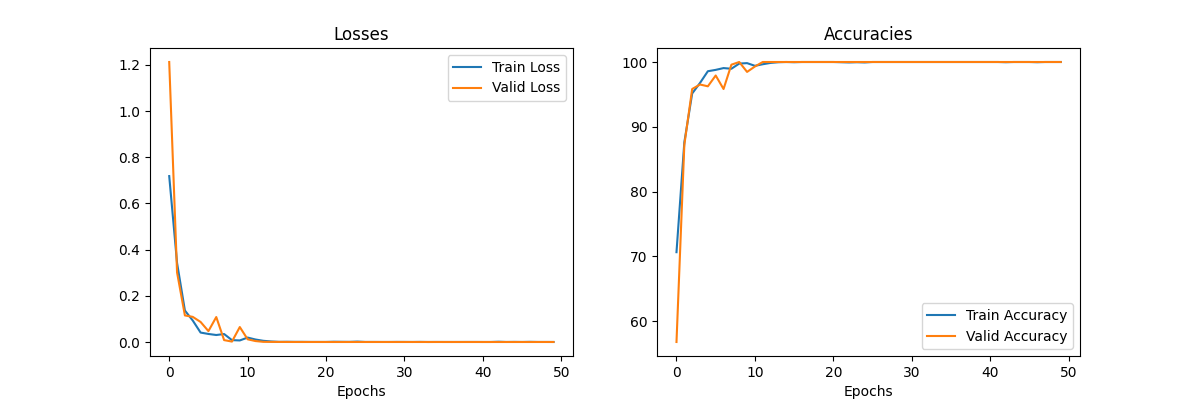 Losses
1.2
1.0
0.8
0.6
0.4
0.2
0.0
0 10 20 30 40 50
Epochs
Train Loss
Valid Loss
Accuracies
100
90
80
70
60
0 10 20 30 40 50
Epochs
Train Accuracy
Valid Accuracy